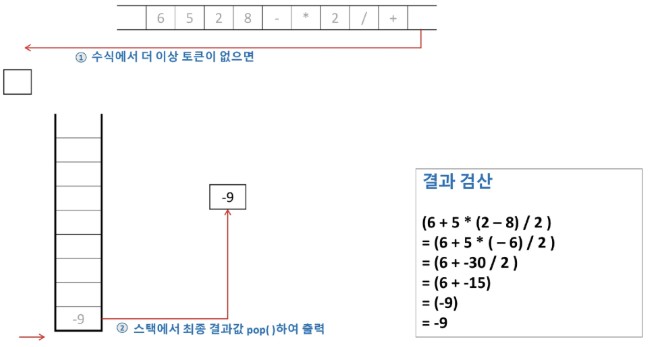 6 5 2 8 - * 2 / +
① 수식에서 더 이상 토큰이 없으면
-9
결과 검산
(6 + 5 * (2 – 8) / 2 )
= (6 + 5 * ( – 6) / 2 )
= (6 + -30 / 2 )
= (6 + -15)
= (-9)
= -9
-9
② 스택에서 최종 결과값 pop( )하여 출력